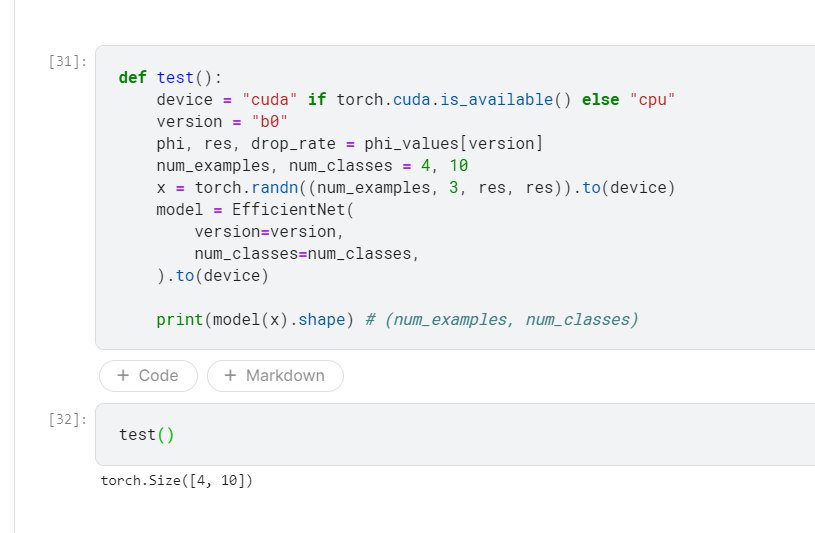 [31]:
def test():
    device = "cuda" if torch.cuda.is_available() else "cpu"
    version = "b0"
    phi, res, drop_rate = phi_values[version]
    num_examples, num_classes = 4, 10
    x = torch.randn((num_examples, 3, res, res)).to(device)
    model = EfficientNet(
        version=version,
        num_classes=num_classes,
    ).to(device)
    print(model(x).shape) # (num_examples, num_classes)
+ Code + Markdown
[32]:
test()
torch.Size([4, 10])